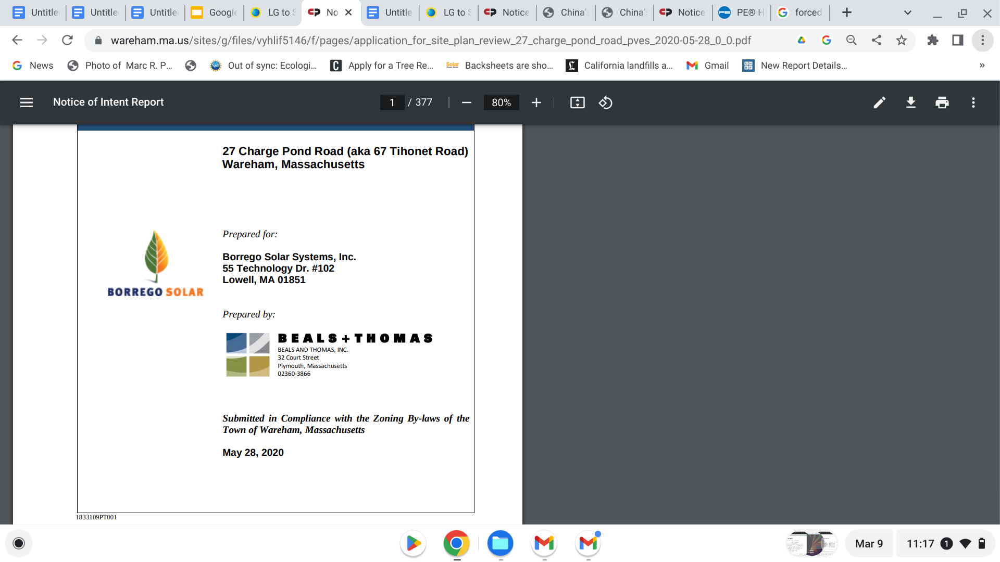 Untitle
Untitle
Untitle
Google
LG to S
No
Untitle
LG to S
Notice
China's
China's
Notice
PE® H
forced
wareham.ma.us/sites/g/files/vyhlif5146/f/pages/application_for_site_plan_review_27_charge_pond_road_pves_2020-05-28_0_0.pdf
News
Photo of Marc R. P...
Out of sync: Ecologi...
Apply for a Tree Re...
Solar
Backsheets are sho...
California landfills a...
Gmail
New Report Details...
»
Notice of Intent Report
1 / 377
80%
27 Charge Pond Road (aka 67 Tihonet Road)
Wareham, Massachusetts
Prepared for:
Borrego Solar Systems, Inc.
55 Technology Dr. #102
Lowell, MA 01851
BORREGO SOLAR
Prepared by:
BEALS+THOMAS
BEALS AND THOMAS, INC.
32 Court Street
Plymouth, Massachusetts
02360-3866
Submitted in Compliance with the Zoning By-laws of the
Town of Wareham, Massachusetts
May 28, 2020
1833109PT001
Mar 9
11:17
1